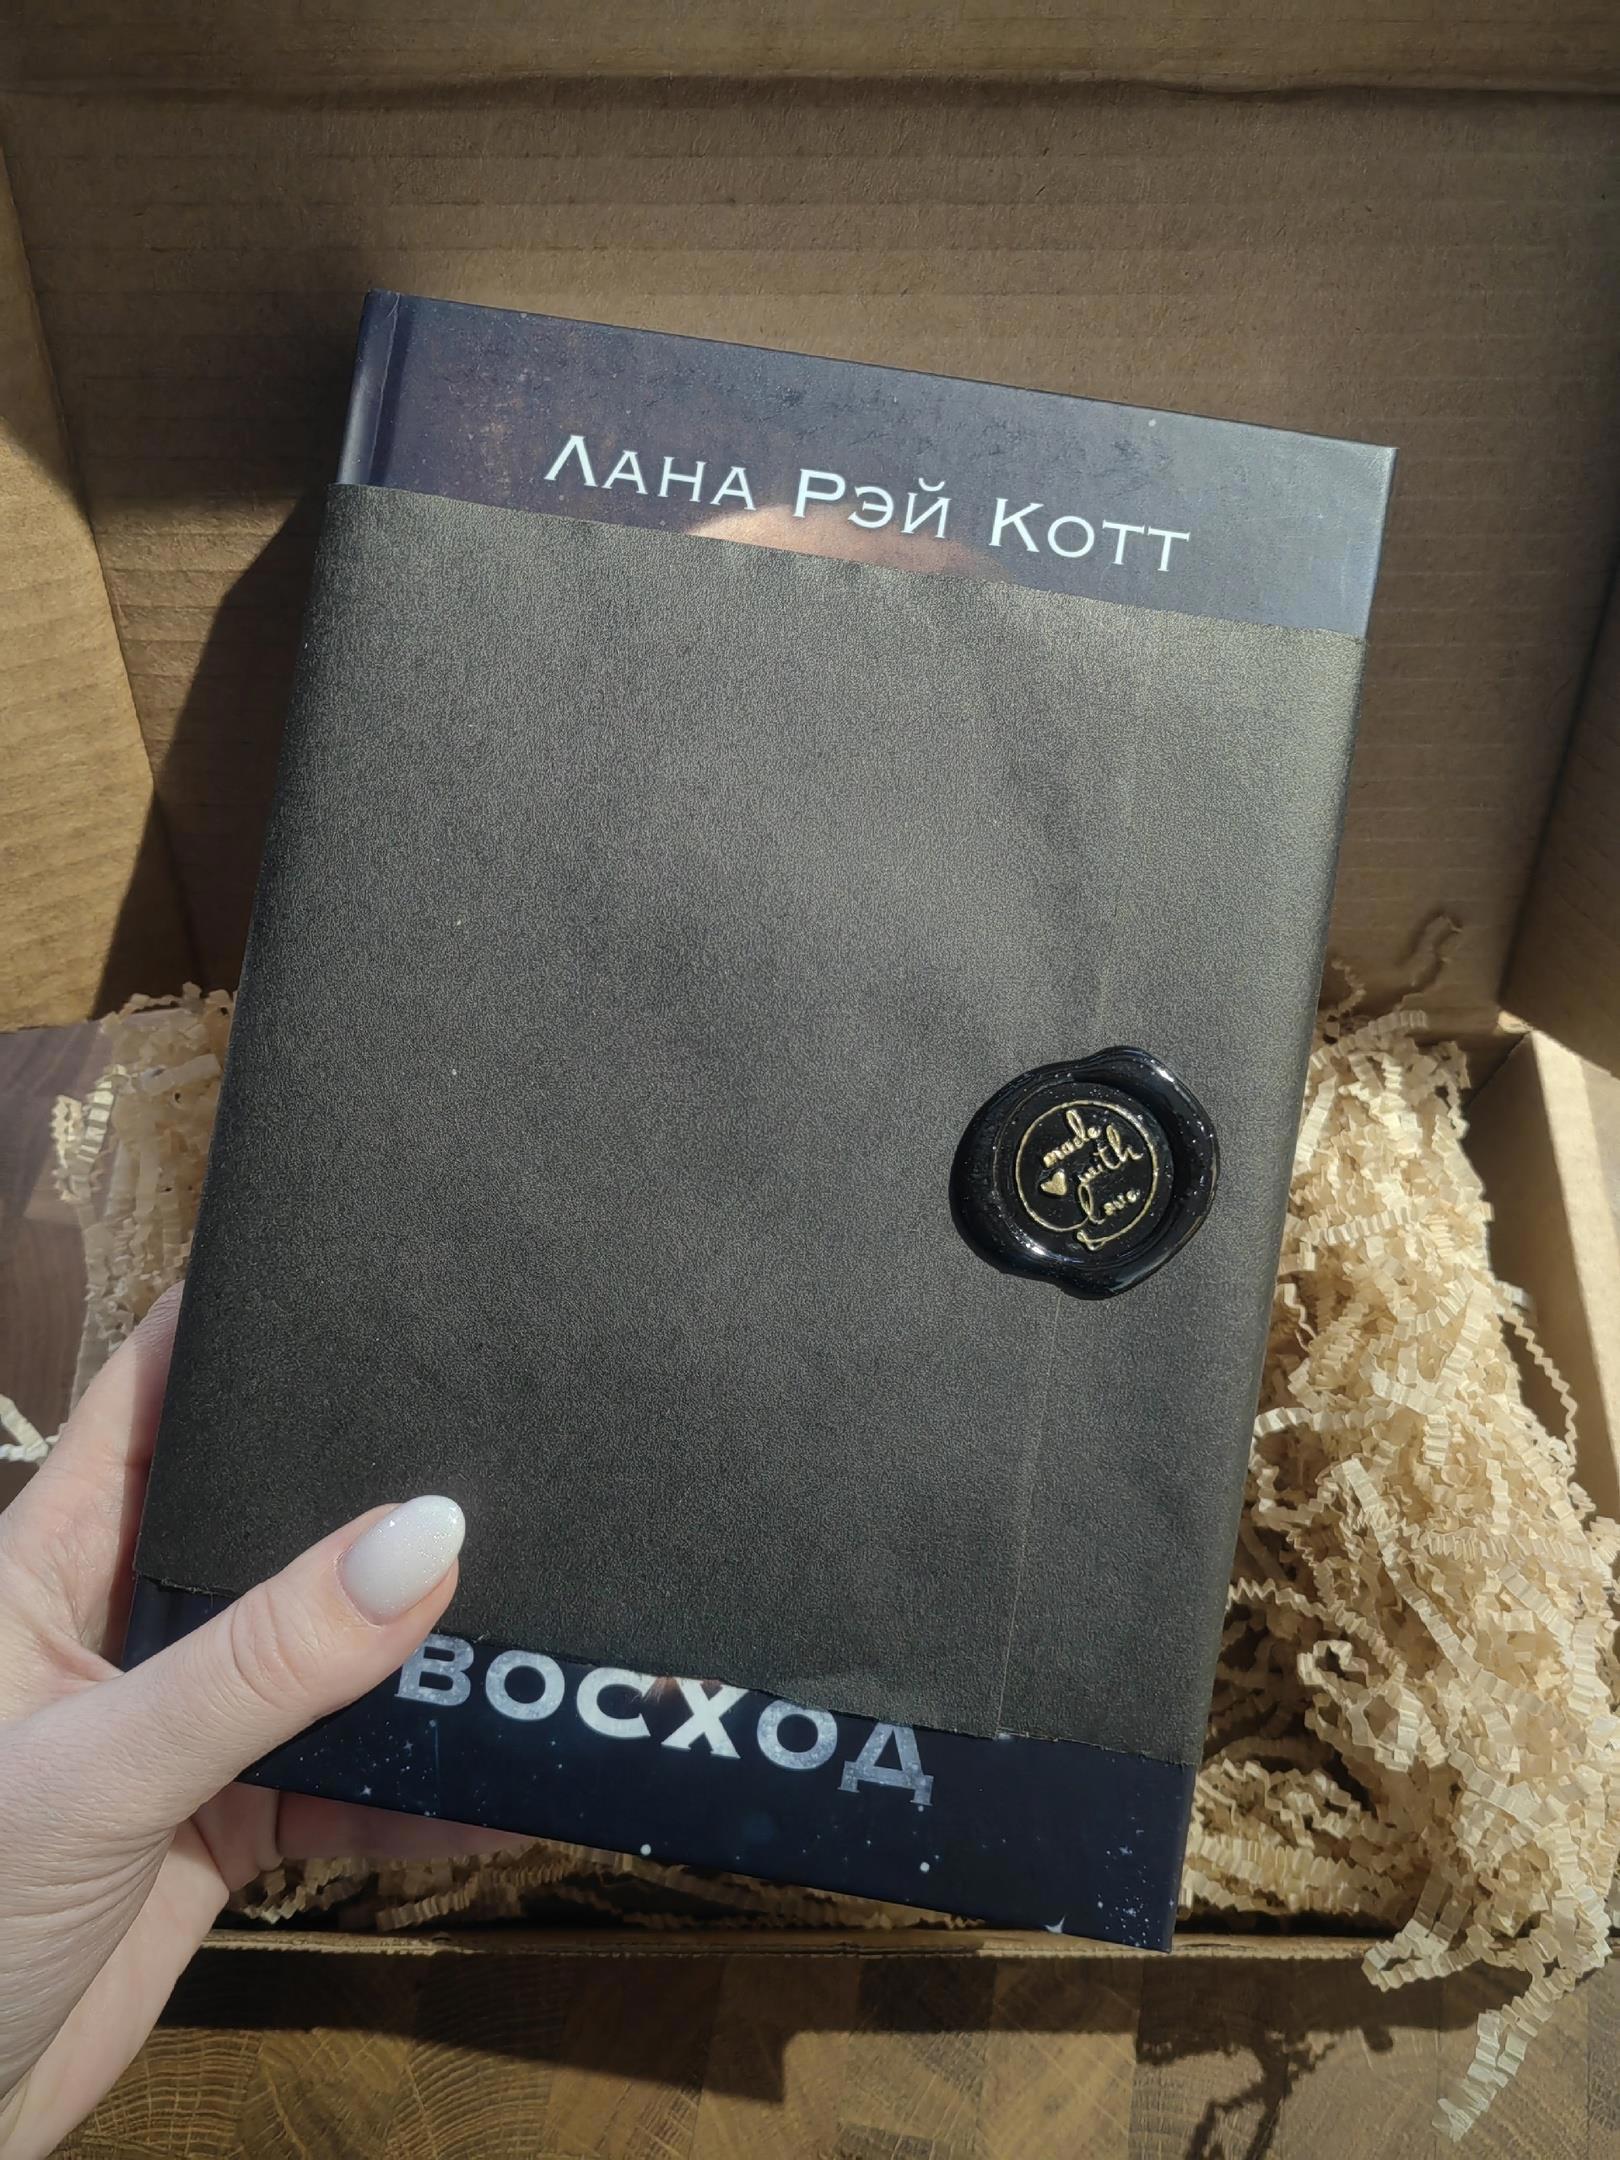 Лана Рэй Котт
made
with
love
ВОСХОД